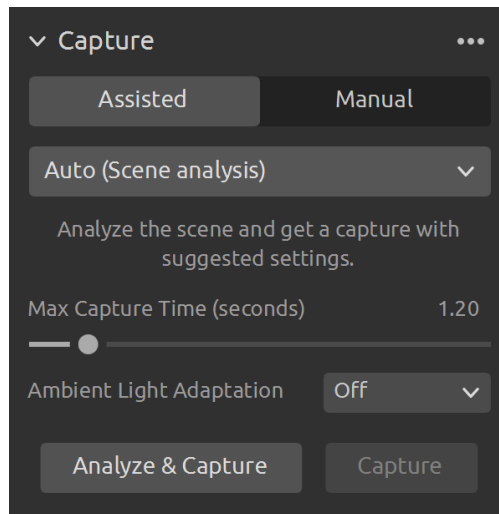 Capture
Assisted Manual
Auto (Scene analysis)
Analyze the scene and get a capture with
suggested settings.
Max Capture Time (seconds) 1.20
Ambient Light Adaptation Off
Analyze & Capture Capture